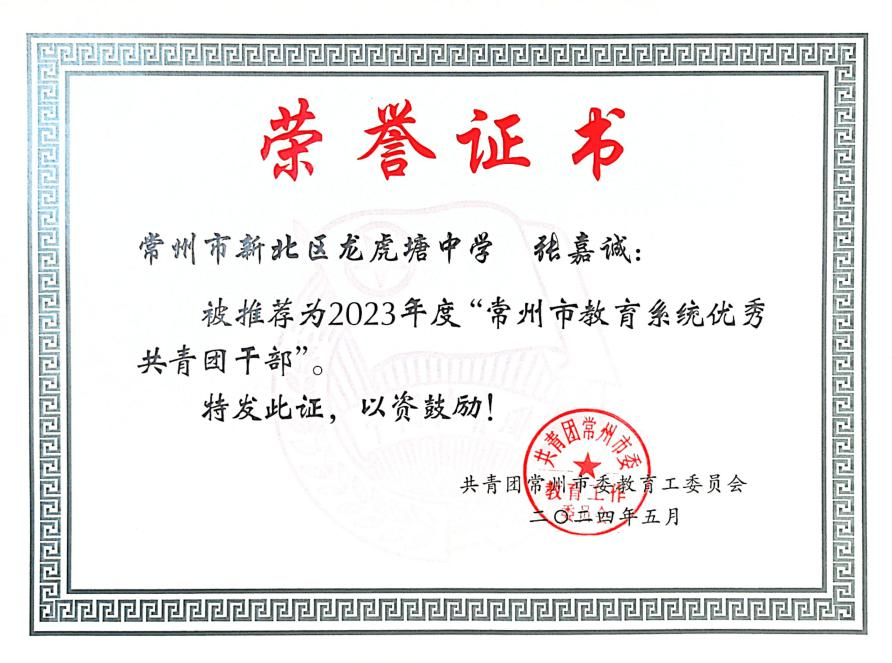 荣誉证书
常州市新北区龙虎塘中学 张嘉诚：
被推荐为2023年度“常州市教育系统优秀
共青团干部”。
特发此证，以资鼓励！
共青团常州市委
教育工作
委员会
共青团常州市委教育工委员会
二〇二四年五月